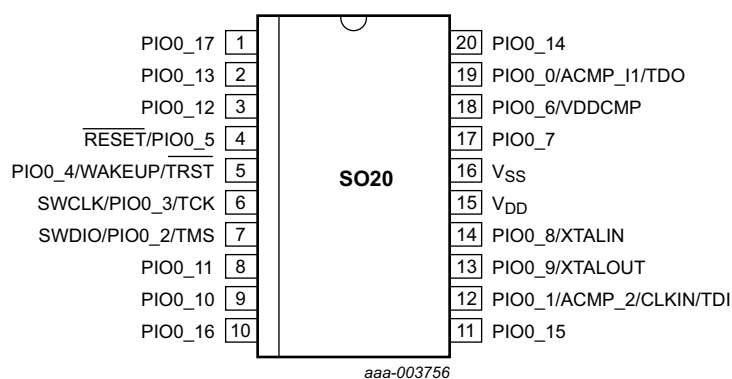 PIO0_17 1
PIO0_13 2
PIO0_12 3
RESET/PIO0_5 4
PIO0_4/WAKEUP/TRST 5
SWCLK/PIO0_3/TCK 6
SWDIO/PIO0_2/TMS 7
PIO0_11 8
PIO0_10 9
PIO0_16 10
SO20
20 PIO0_14
19 PIO0_0/ACMP_I1/TDO
18 PIO0_6/VDDCMP
17 PIO0_7
16 VSS
15 VDD
14 PIO0_8/XTALIN
13 PIO0_9/XTALOUT
12 PIO0_1/ACMP_2/CLKIN/TDI
11 PIO0_15
aaa-003756